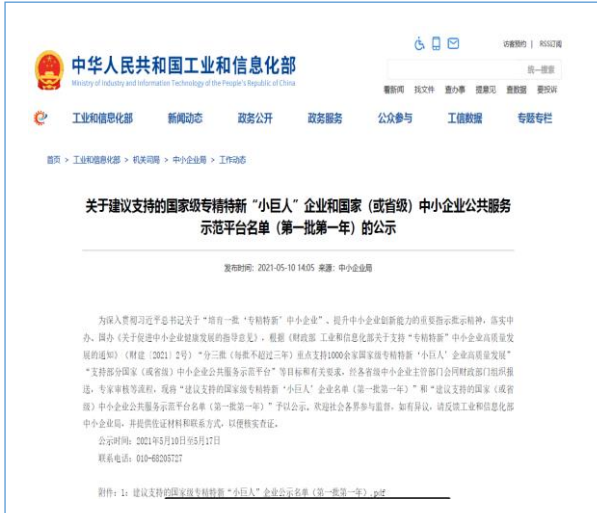 访客预约 | RSS订阅
中华人民共和国工业和信息化部
Ministry of Industry and Information Technology of the People's Republic of China
统一搜索
看新闻 找文件 查办事 提意见 查数据 要投诉
工业和信息化部 新闻动态 政务公开 政务服务 公众参与 工信数据 专题专栏
首页 > 工业和信息化部 > 机关司局 > 中小企业局 > 工作动态
关于建议支持的国家级专精特新“小巨人”企业和国家（或省级）中小企业公共服务
示范平台名单（第一批第一年）的公示
发布时间：2021-05-10 14:05 来源：中小企业局
为深入贯彻习近平总书记关于“培育一批‘专精特新’中小企业”、提升中小企业创新能力的重要指示批示精神，落实中
办、国办《关于促进中小企业健康发展的指导意见》，根据《财政部 工业和信息化部关于支持“专精特新”中小企业高质量发
展的通知》（财建〔2021〕2号）“分三批（每批不超过三年）重点支持1000余家国家级专精特新‘小巨人’企业高质量发展”
“支持部分国家（或省级）中小企业公共服务示范平台”等目标和有关要求，经各省级中小企业主管部门会同财政部门组织报
送、专家审核等流程，现将“建议支持的国家级专精特新‘小巨人’企业名单（第一批第一年）”和“建议支持的国家（或省
级）中小企业公共服务示范平台名单（第一批第一年）”予以公示。欢迎社会各界参与监督，如有异议，请反馈工业和信息化部
中小企业局，并提供佐证材料和联系方式，以便核实查证。
公示时间：2021年5月10日至5月17日
联系电话：010-68205727
附件：1：建议支持的国家级专精特新“小巨人”企业公示名单（第一批第一年）.pdf